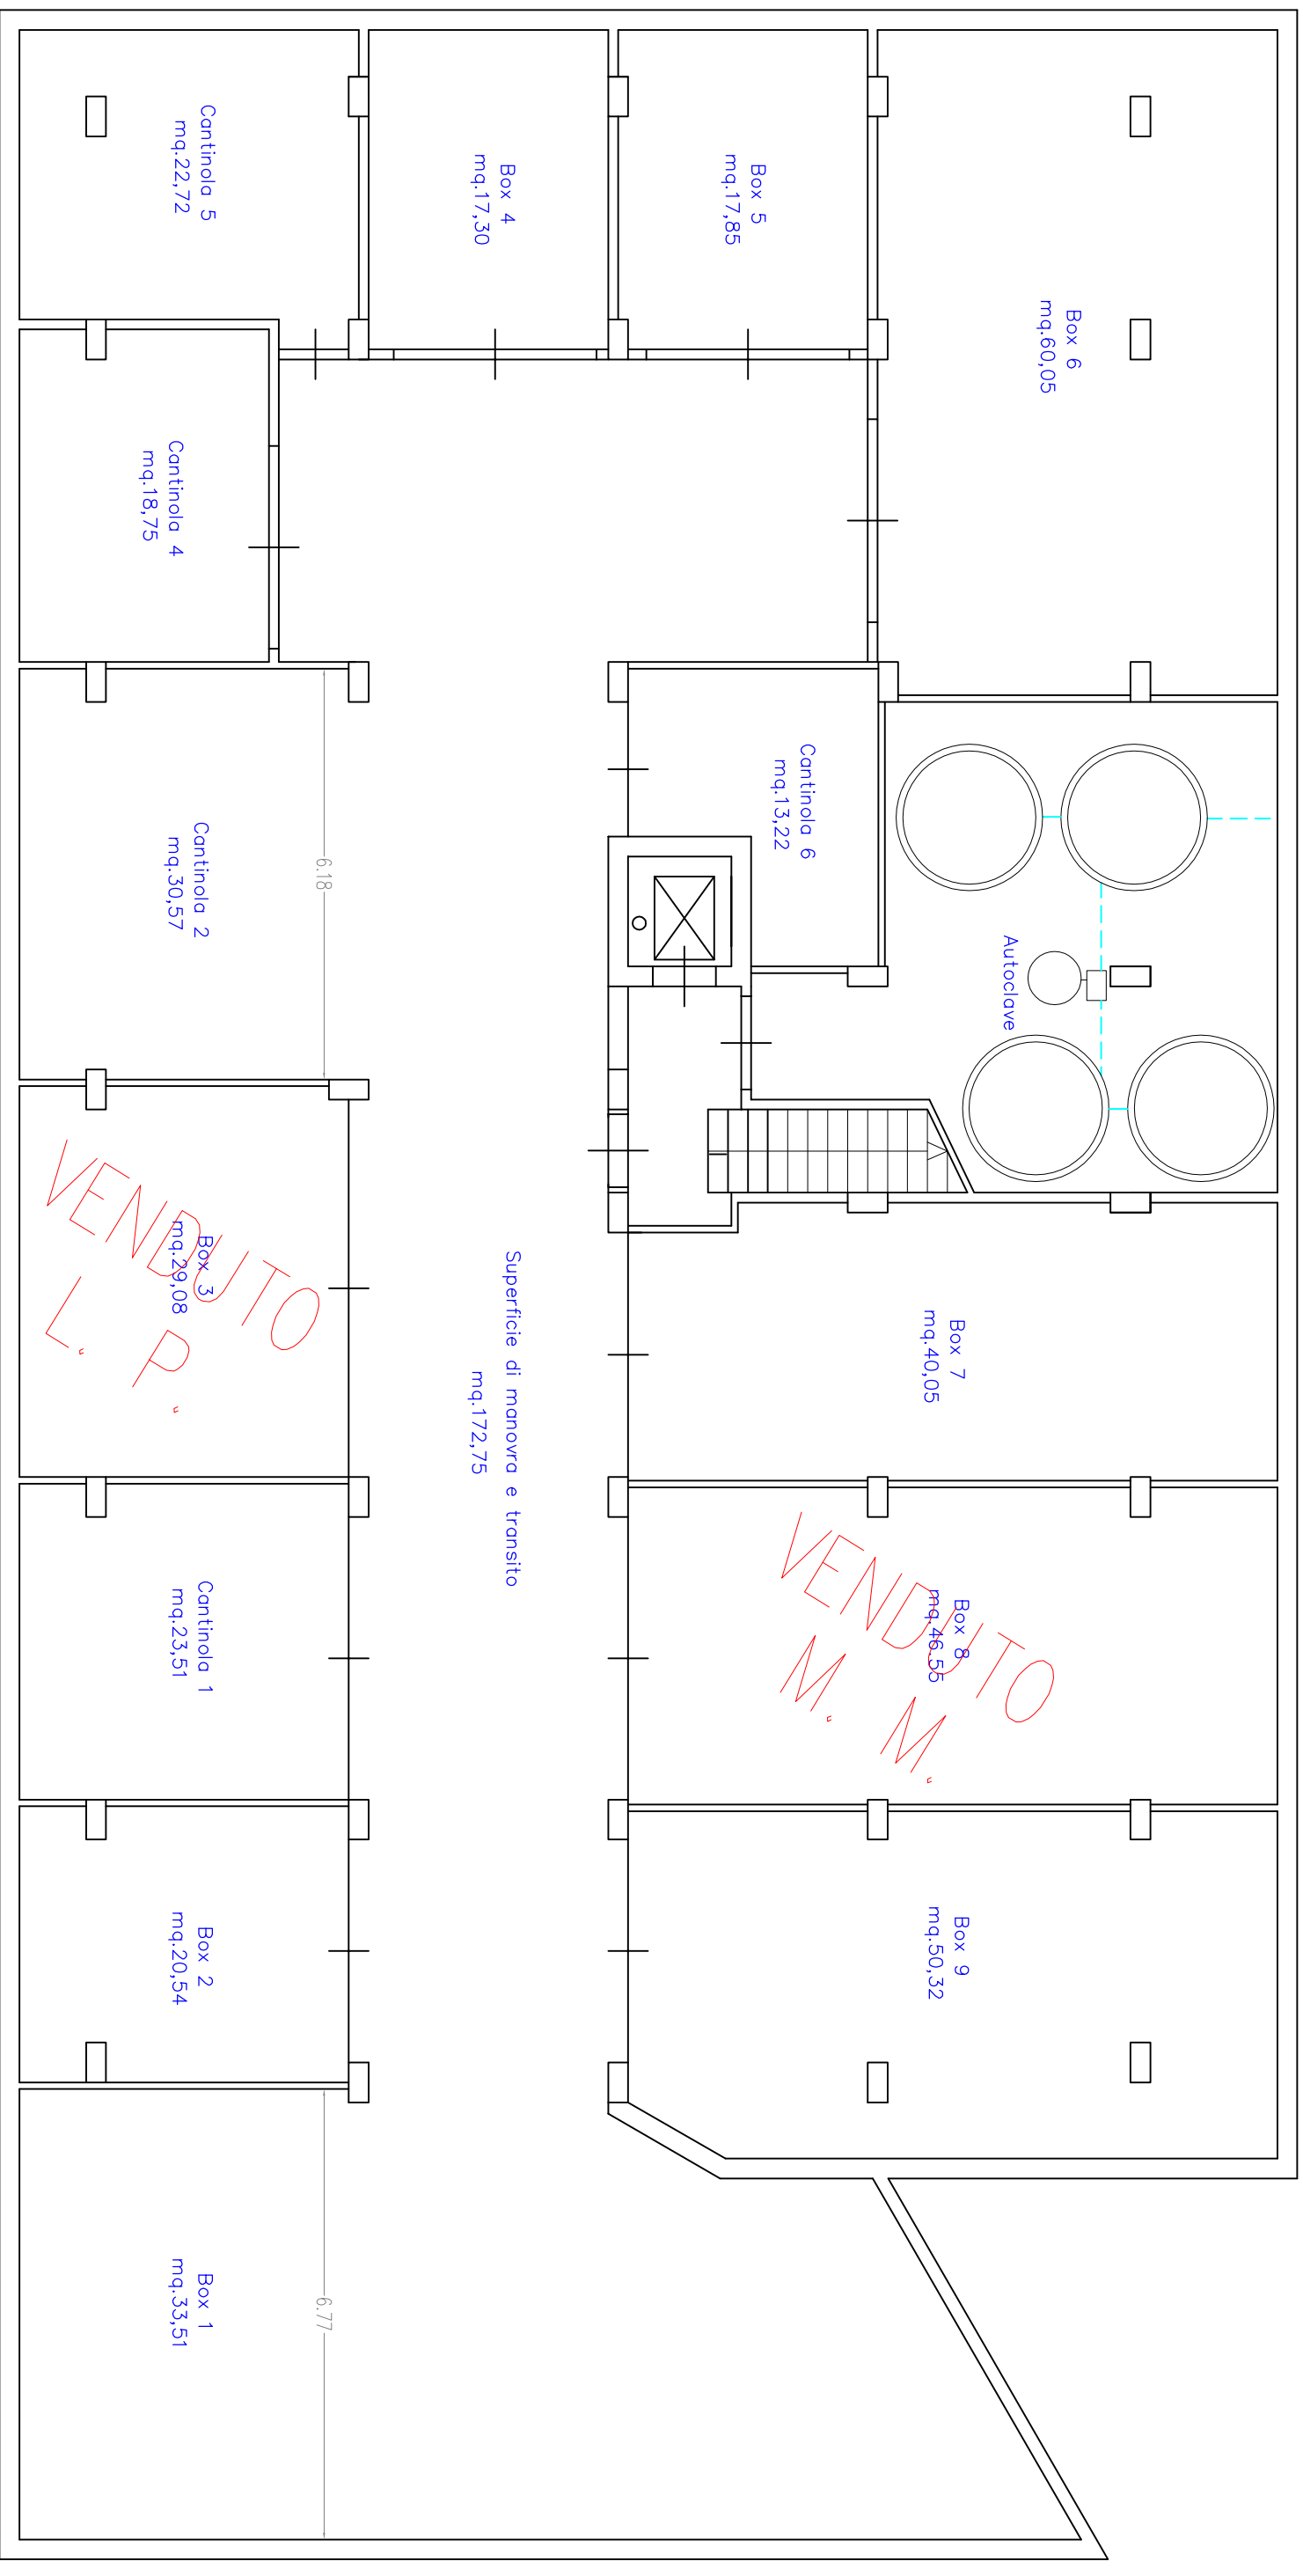 Cantinola 5
mq.22,72
Box 4
mq.17,30
Box 5
mq.17,85
Box 6
mq.60,05
Cantinola 4
mq.18,75
Cantinola 2
mq.30,57
6.18
Cantinola 6
mq.13,22
Autoclave
Box 3
mq.29,08
VENDUTO
L. P.
Superficie di manovra e transito
mq.172,75
Box 7
mq.40,05
Cantinola 1
mq.23,51
Box 8
mq.46,55
VENDUTO
M. M.
Box 2
mq.20,54
Box 9
mq.50,32
Box 1
mq.33,51
6.77